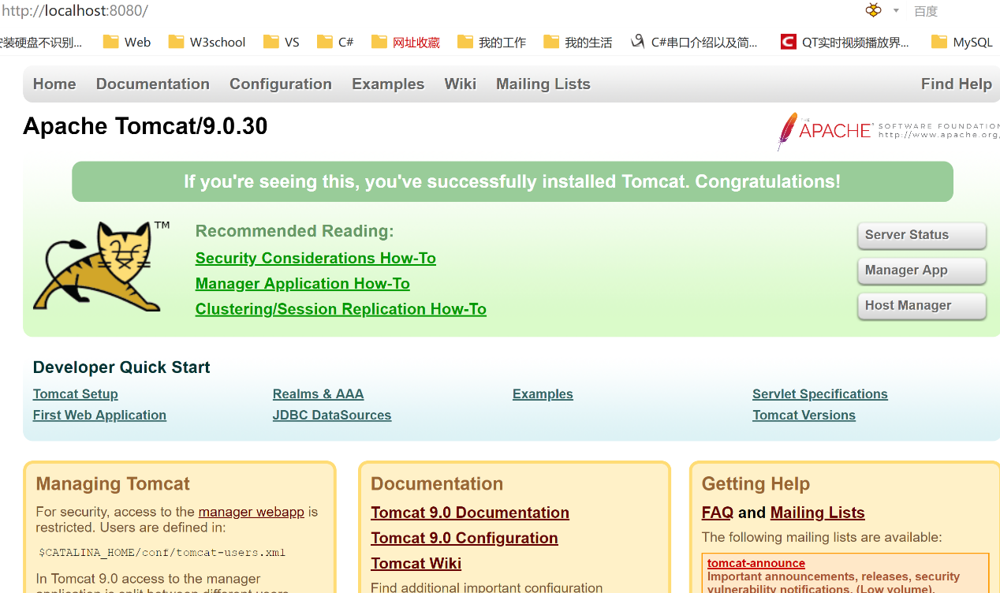 http://localhost:8080/
百度
装硬盘不识别... Web W3school VS C# 网址收藏 我的工作 我的生活 C#串口介绍以及简... QT实时视频播放界... MySQL
Home Documentation Configuration Examples Wiki Mailing Lists Find Help
Apache Tomcat/9.0.30
THE APACHE® SOFTWARE FOUNDATION
http://www.apache.org/
If you're seeing this, you've successfully installed Tomcat. Congratulations!
TM
Recommended Reading:
Security Considerations How-To
Manager Application How-To
Clustering/Session Replication How-To
Server Status
Manager App
Host Manager
Developer Quick Start
Tomcat Setup
First Web Application
Realms & AAA
JDBC DataSources
Examples
Servlet Specifications
Tomcat Versions
Managing Tomcat
For security, access to the manager webapp is
restricted. Users are defined in:
$CATALINA_HOME/conf/tomcat-users.xml
In Tomcat 9.0 access to the manager
application is split between different users.
Documentation
Tomcat 9.0 Documentation
Tomcat 9.0 Configuration
Tomcat Wiki
Find additional important configuration
Getting Help
FAQ and Mailing Lists
The following mailing lists are available:
tomcat-announce
Important announcements, releases, security
vulnerability notifications. (Low volume).